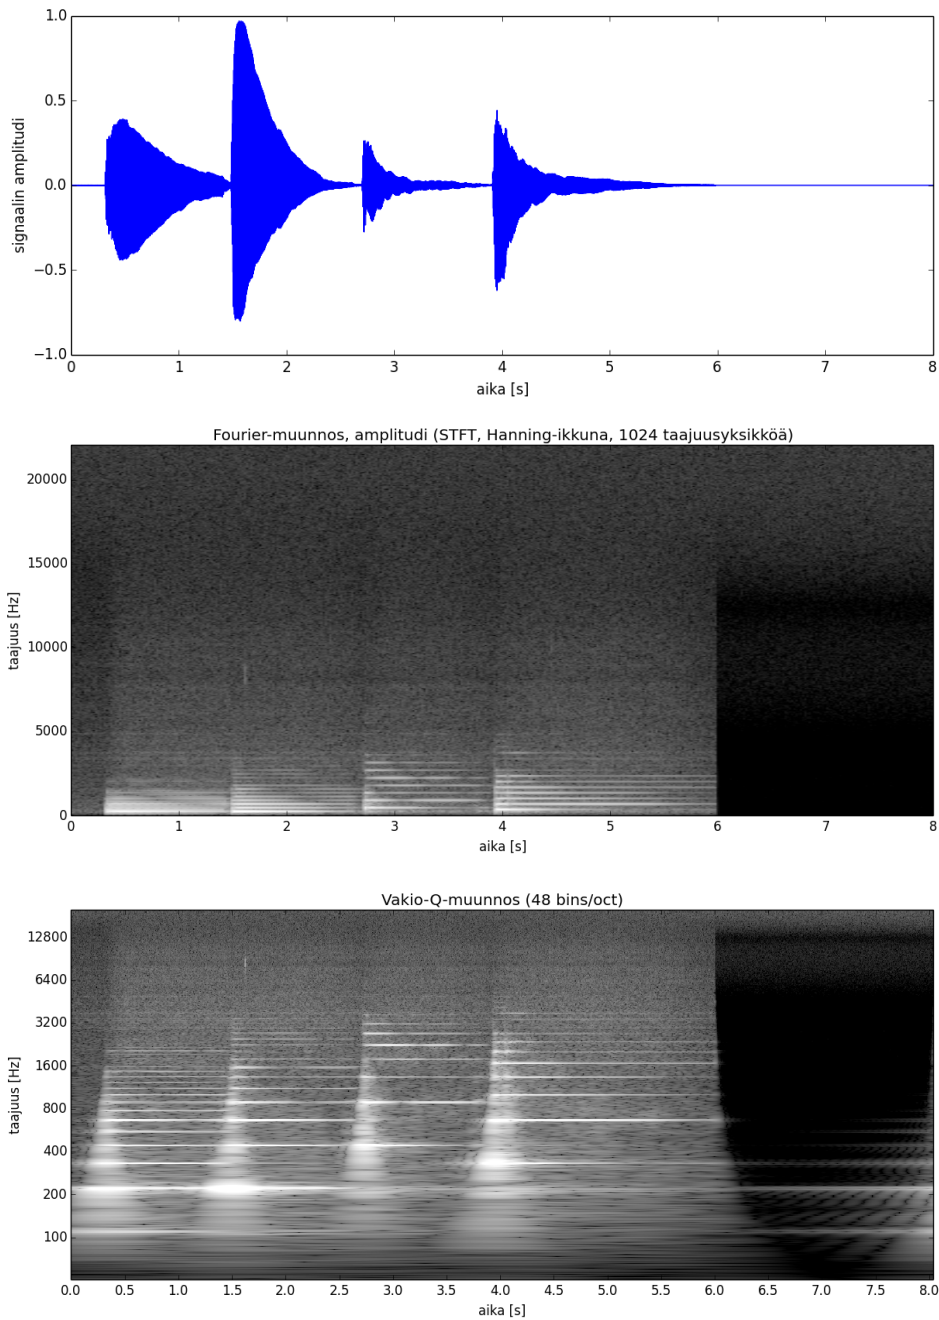 1.0
0.5
0.0
−0.5
−1.0
signaalin amplitudi
0 1 2 3 4 5 6 7 8
aika [s]
Fourier-muunnos, amplitudi (STFT, Hanning-ikkuna, 1024 taajuusyksikköä)
20000
15000
10000
5000
0
taajuus [Hz]
0 1 2 3 4 5 6 7 8
aika [s]
Vakio-Q-muunnos (48 bins/oct)
12800
6400
3200
1600
800
400
200
100
taajuus [Hz]
0.0 0.5 1.0 1.5 2.0 2.5 3.0 3.5 4.0 4.5 5.0 5.5 6.0 6.5 7.0 7.5 8.0
aika [s]